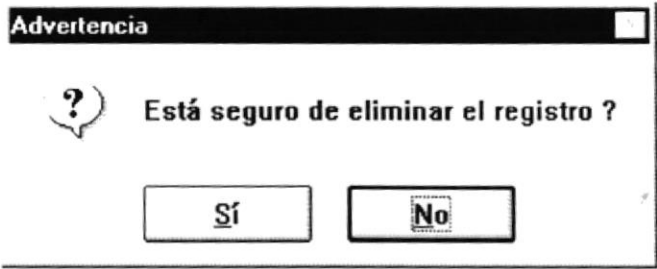 Advertencia
?
Está seguro de eliminar el registro ?
Sí
No